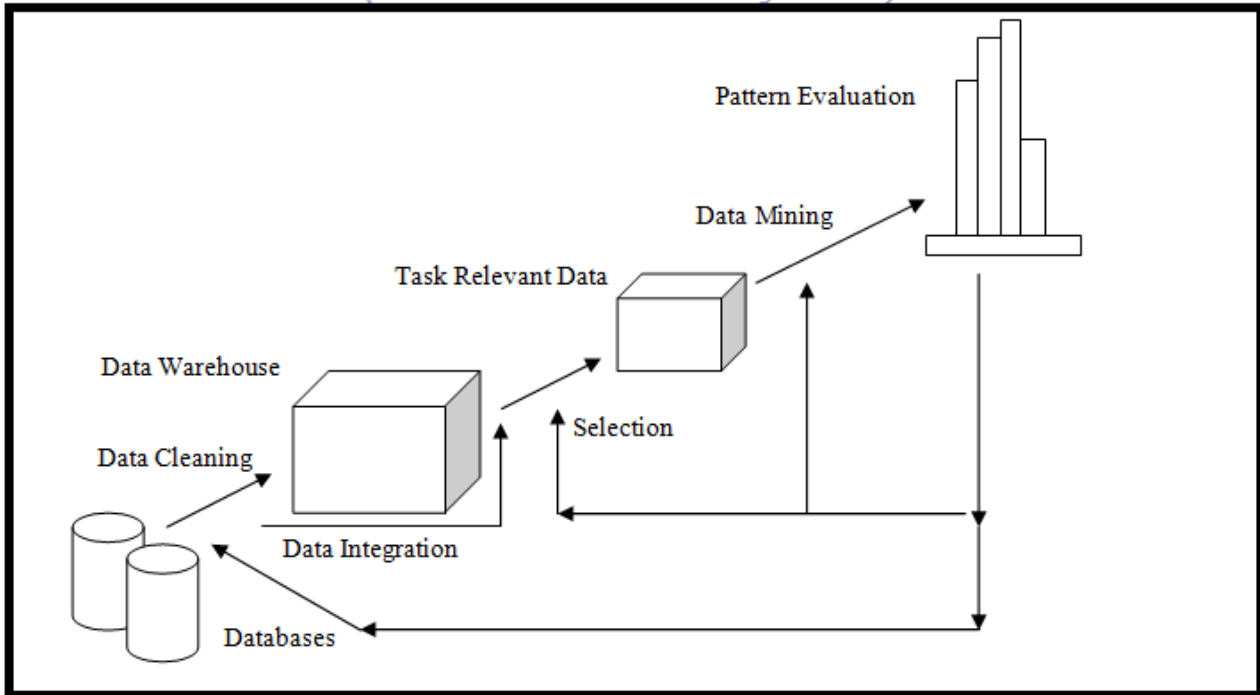 Pattern Evaluation
Data Mining
Task Relevant Data
Data Warehouse
Selection
Data Cleaning
Data Integration
Databases